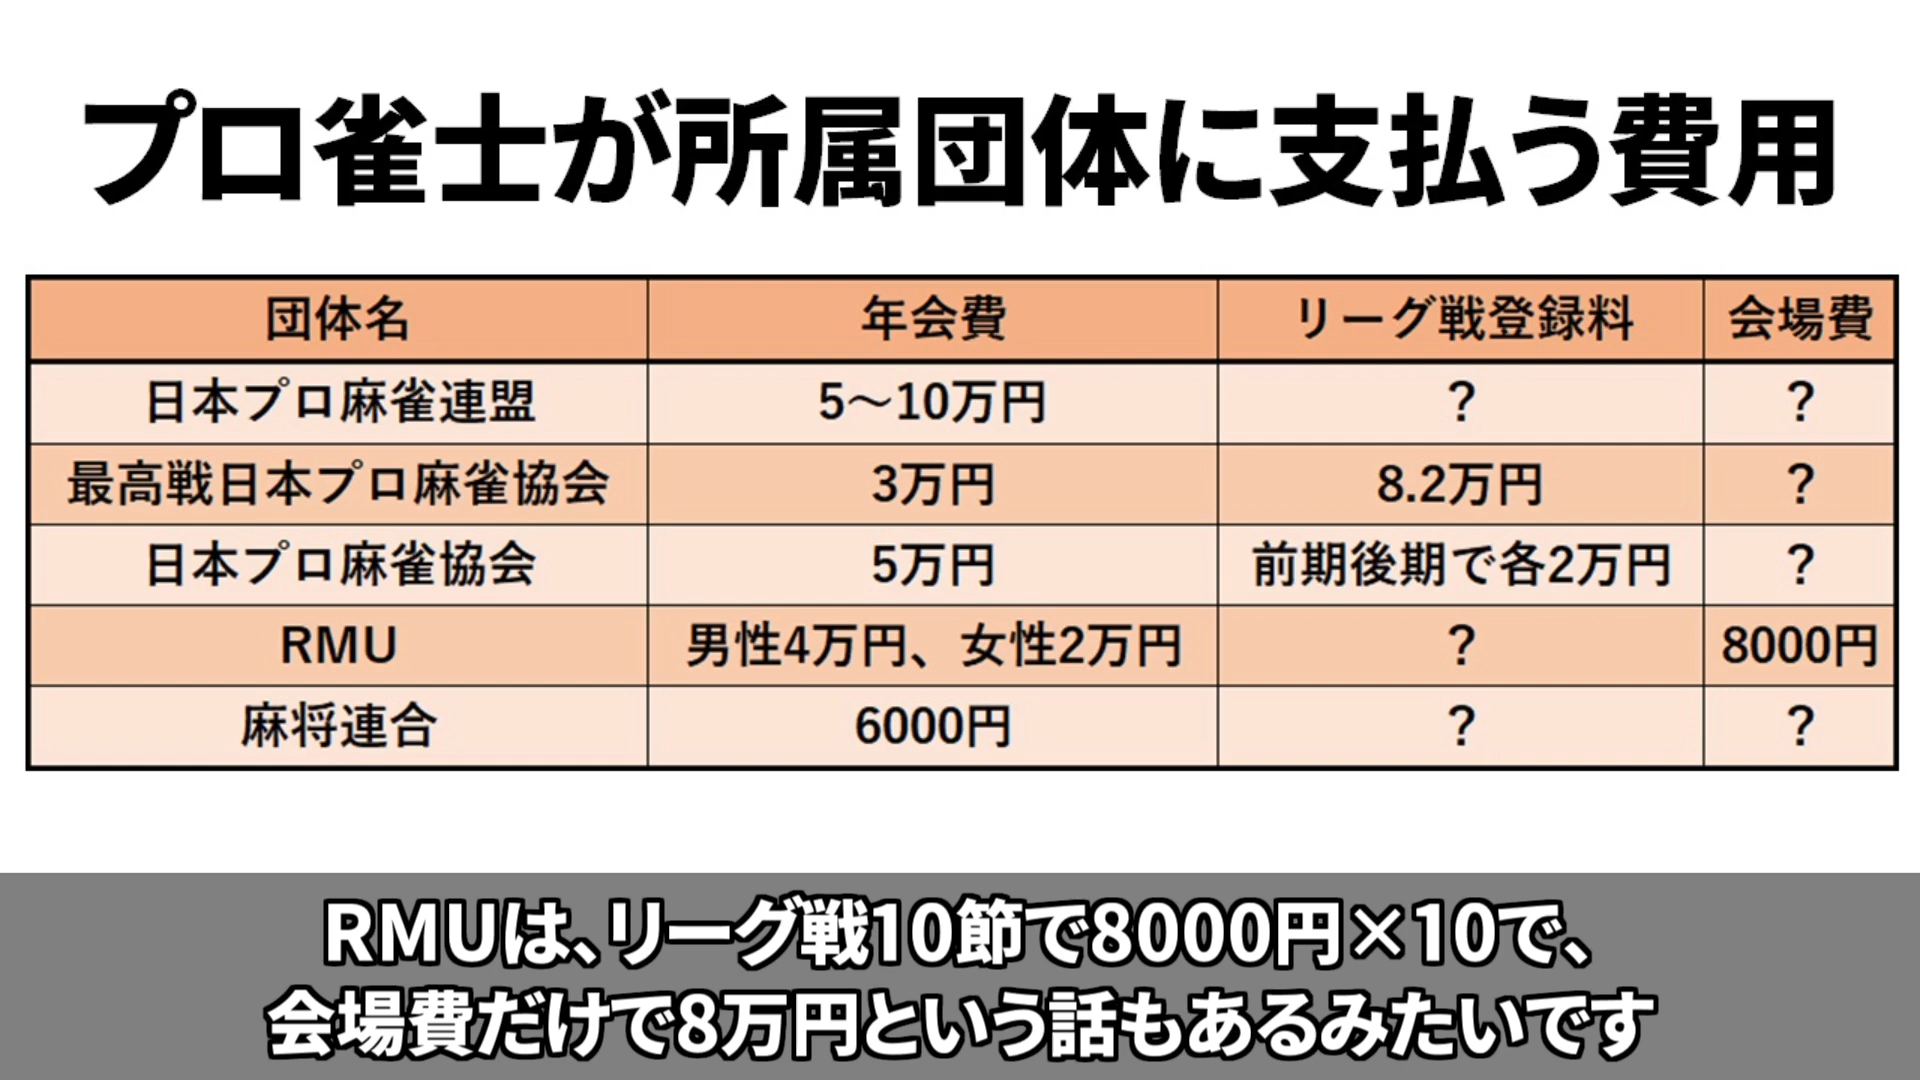 プロ雀士が所属団体に支払う費用
団体名 年会費 リーグ戦登録料 会場費
日本プロ麻雀連盟 5～10万円 ? ?
最高戦日本プロ麻雀協会 3万円 8.2万円 ?
日本プロ麻雀協会 5万円 前期後期で各2万円 ?
RMU 男性4万円、女性2万円 ? 8000円
麻将連合 6000円 ? ?
RMUは、リーグ戦10節で8000円×10で、
会場費だけで8万円という話もあるみたいです